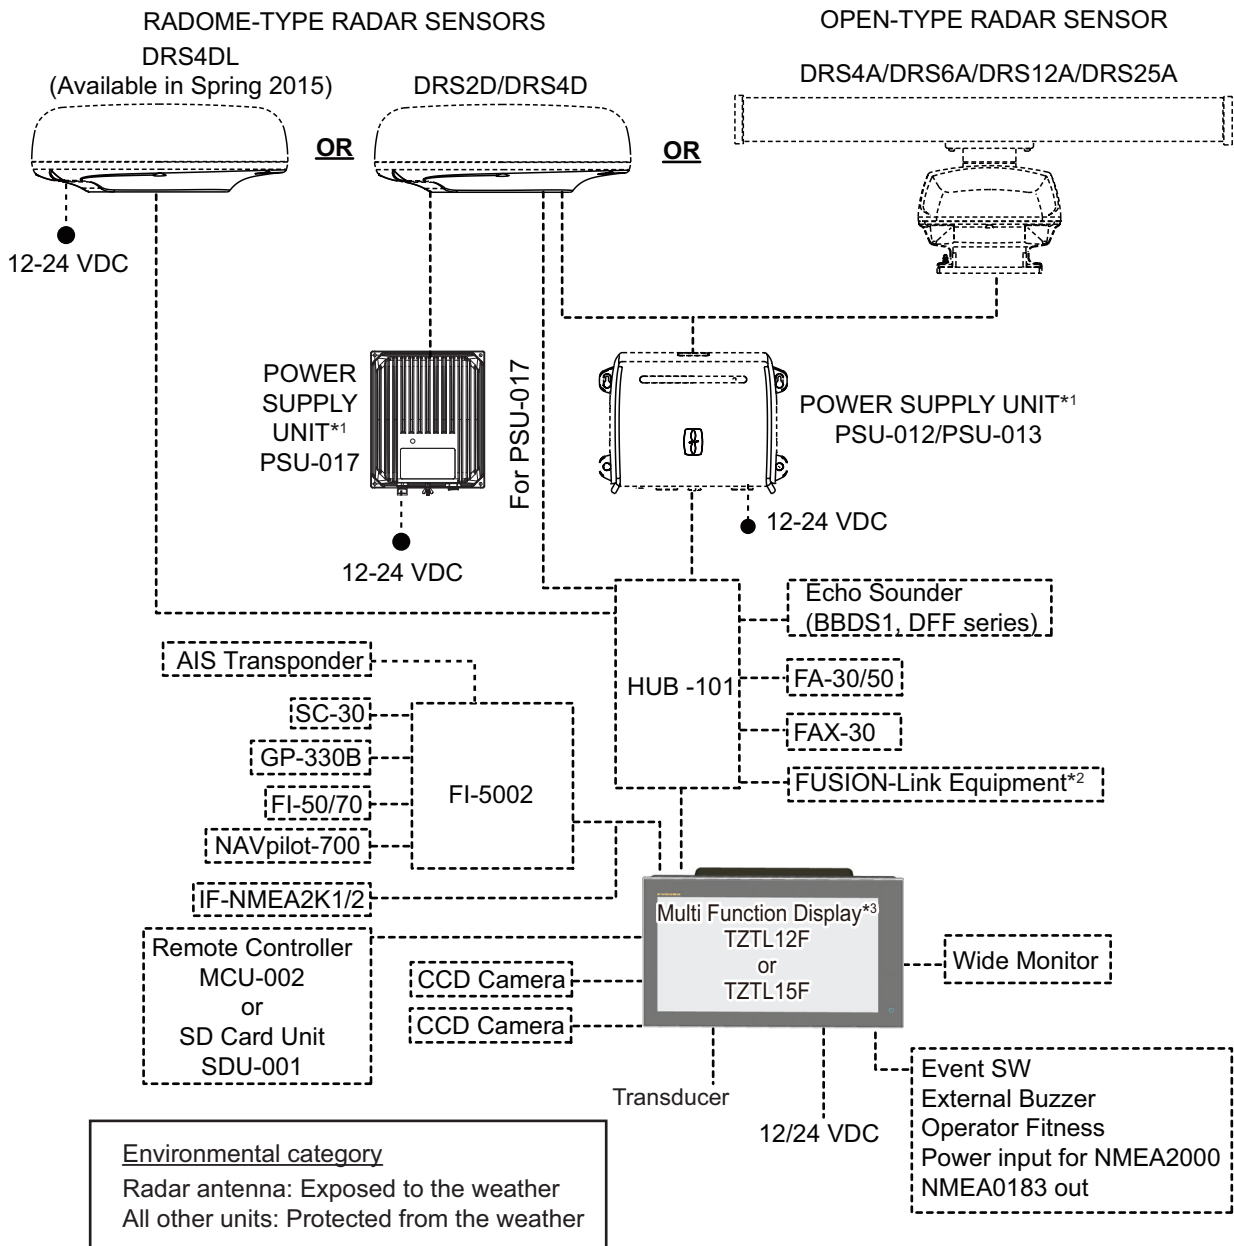 RADOME-TYPE RADAR SENSORS
OPEN-TYPE RADAR SENSOR
DRS4DL
(Available in Spring 2015)
DRS2D/DRS4D
DRS4A/DRS6A/DRS12A/DRS25A
OR
OR
12-24 VDC
POWER
SUPPLY
UNIT*1
PSU-017
For PSU-017
POWER SUPPLY UNIT*1
PSU-012/PSU-013
12-24 VDC
12-24 VDC
Echo Sounder
(BBDS1, DFF series)
AIS Transponder
HUB -101
FA-30/50
SC-30
FAX-30
GP-330B
FUSION-Link Equipment*2
FI-5002
FI-50/70
NAVpilot-700
IF-NMEA2K1/2
Multi Function Display*3
TZTL12F
or
TZTL15F
Remote Controller
MCU-002
or
SD Card Unit
SDU-001
CCD Camera
CCD Camera
Wide Monitor
Transducer
12/24 VDC
Event SW
External Buzzer
Operator Fitness
Power input for NMEA2000
NMEA0183 out
Environmental category
Radar antenna: Exposed to the weather
All other units: Protected from the weather